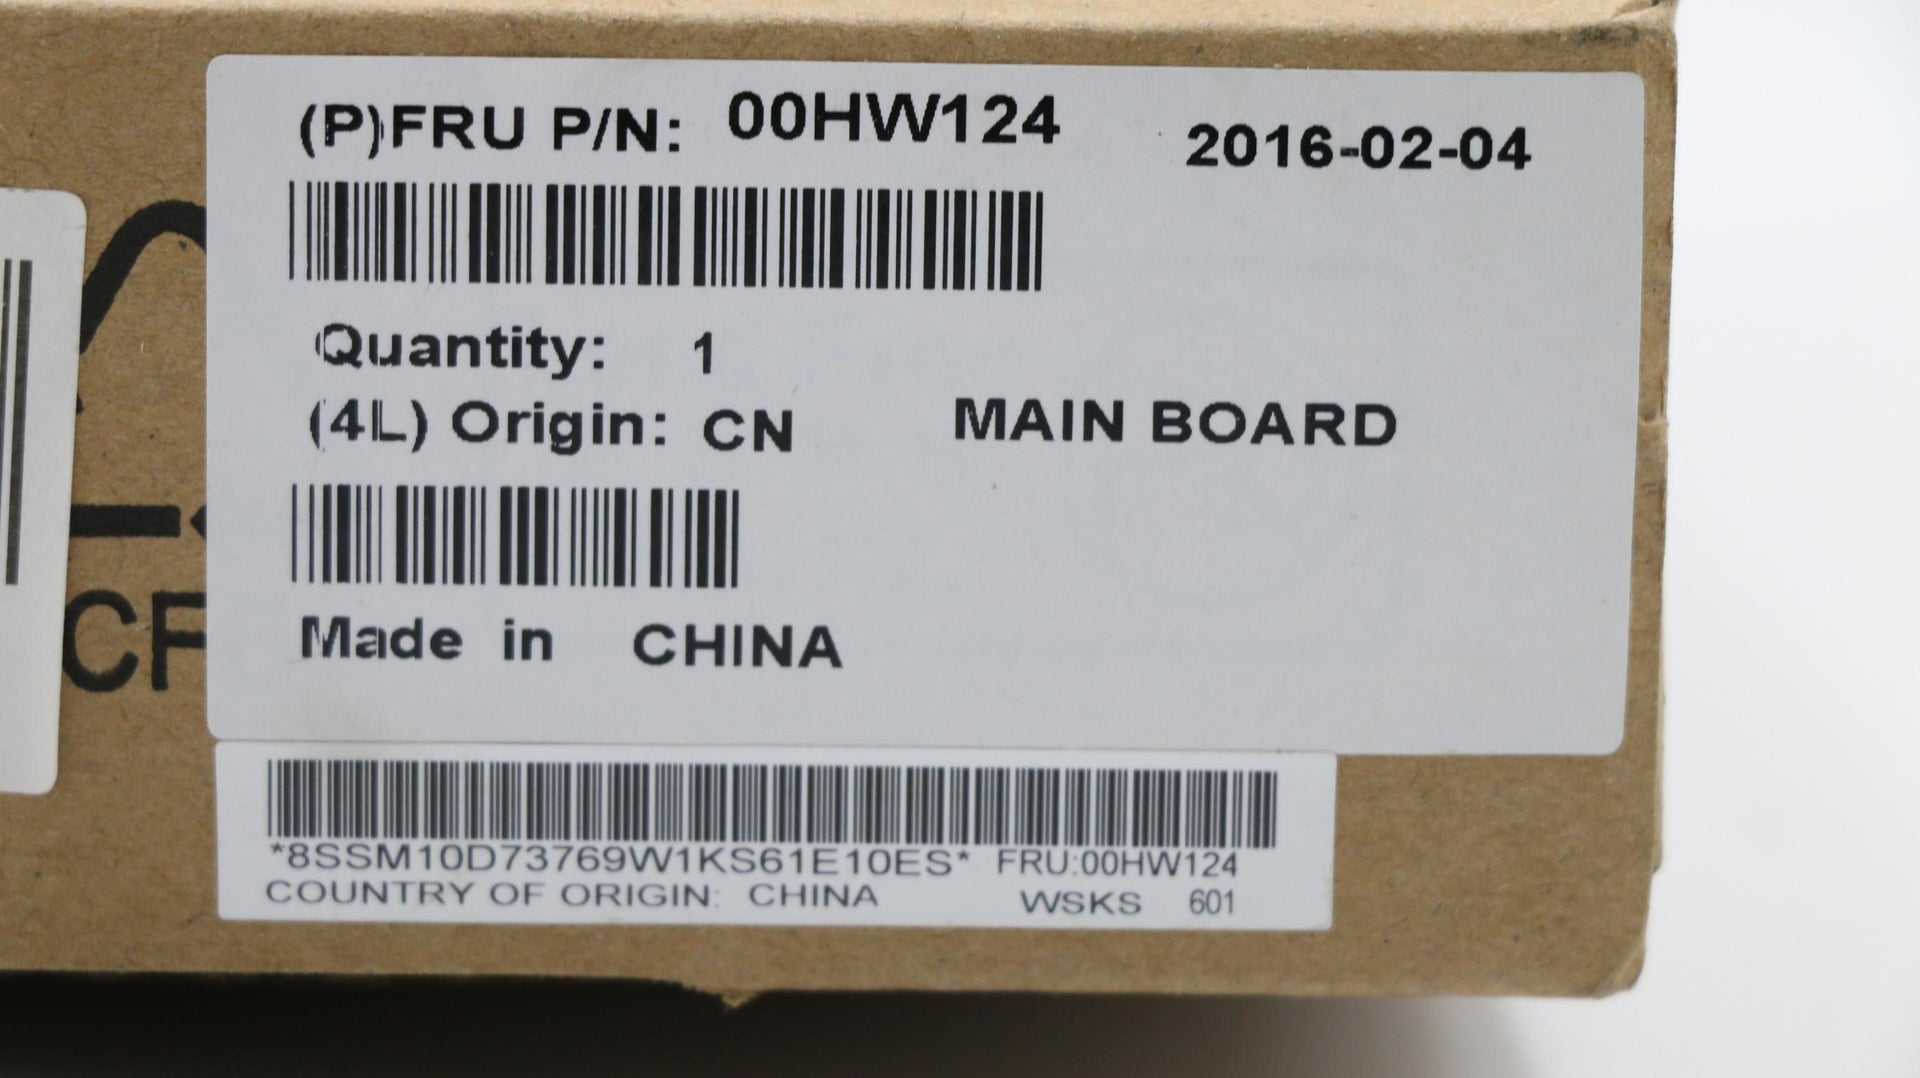 (P)FRU P/N: 00HW124 2016-02-04
Quantity: 1
(4L) Origin: CN MAIN BOARD
Made in CHINA
CF
*8SSM10D73769W1KS61E10ES* FRU:00HW124
COUNTRY OF ORIGIN: CHINA WSKS 601